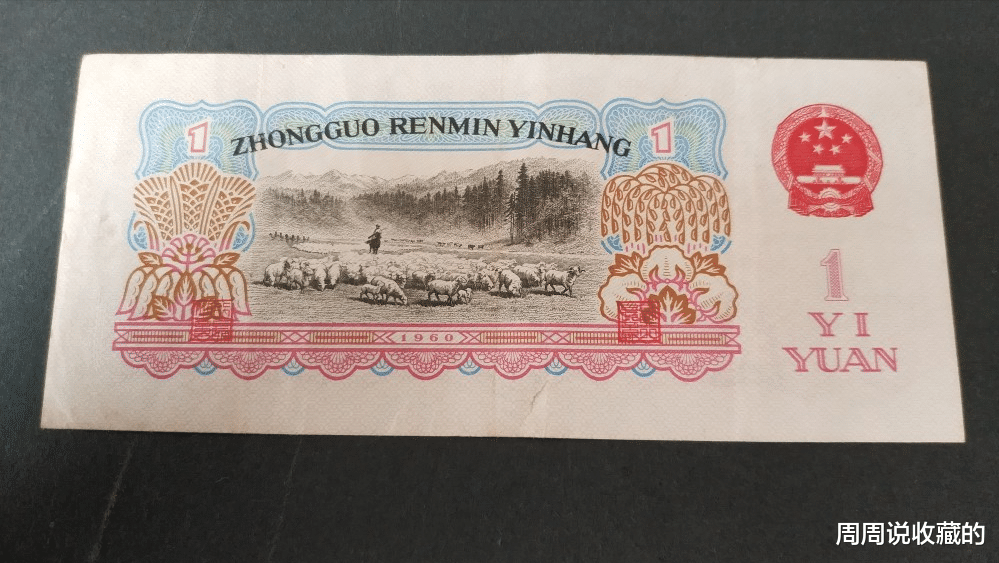 1
ZHONGGUO RENMIN YINHANG
1
1
YI
YUAN
1960
周周说收藏的